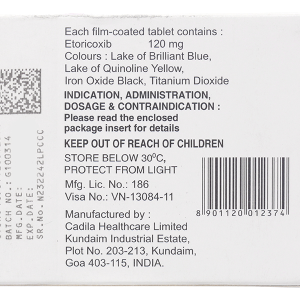 Each film-coated tablet contains :
Etoricoxib 120 mg
Colours : Lake of Brilliant Blue,
Lake of Quinoline Yellow,
Iron Oxide Black, Titanium Dioxide
INDICATION, ADMINISTRATION,
DOSAGE & CONTRAINDICATION :
Please read the enclosed
package insert for details
KEEP OUT OF REACH OF CHILDREN
STORE BELOW 30°C,
PROTECT FROM LIGHT
Mfg. Lic. No.: 186
Visa No.: VN-13084-11
Manufactured by :
Cadila Healthcare Limited
Kundaim Industrial Estate,
Plot No. 203-213, Kundaim,
Goa 403-115, INDIA.
8901120012374
BATCH NO.: G100314
MFG.DATE:
EXP.DATE:
SR.No.N232242LPCCC